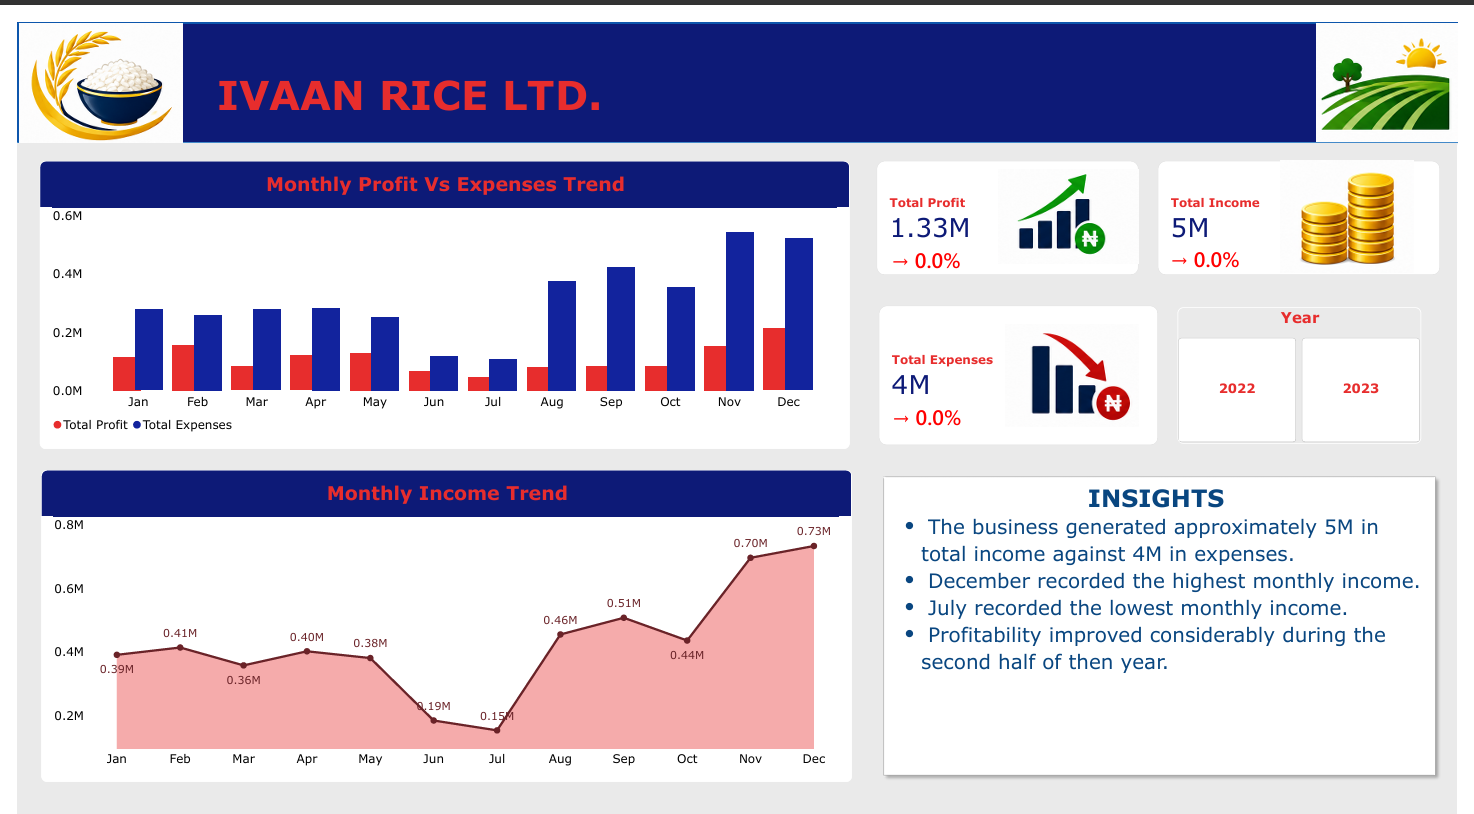 IVAAN RICE LTD.
Monthly Profit Vs Expenses Trend
0.6M
0.4M
0.2M
0.0M
Jan Feb Mar Apr May Jun Jul Aug Sep Oct Nov Dec
Total Profit Total Expenses
Total Profit
1.33M
→ 0.0%
₦
Total Income
5M
→ 0.0%
Total Expenses
4M
→ 0.0%
₦
Year
2022 2023
Monthly Income Trend
0.8M
0.6M
0.4M
0.2M
0.39M 0.41M 0.36M 0.40M 0.38M 0.19M 0.15M 0.46M 0.51M 0.44M 0.70M 0.73M
Jan Feb Mar Apr May Jun Jul Aug Sep Oct Nov Dec
INSIGHTS
• The business generated approximately 5M in
total income against 4M in expenses.
• December recorded the highest monthly income.
• July recorded the lowest monthly income.
• Profitability improved considerably during the
second half of then year.